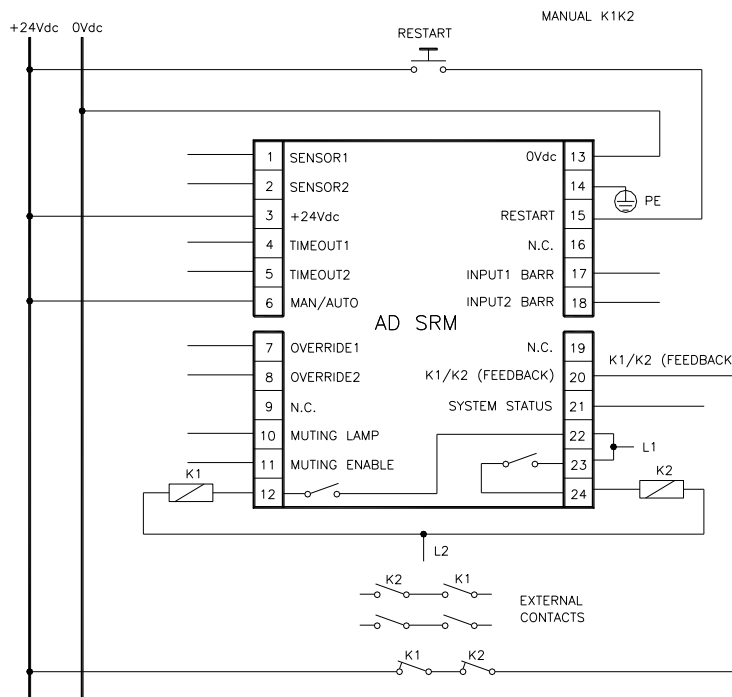 MANUAL K1K2
+24Vdc 0Vdc
RESTART
1 SENSOR1
0Vdc 13
2 SENSOR2
14
PE
3 +24Vdc
RESTART 15
4 TIMEOUT1
N.C. 16
5 TIMEOUT2
INPUT1 BARR 17
6 MAN/AUTO
INPUT2 BARR 18
AD SRM
7 OVERRIDE1
N.C. 19
K1/K2 (FEEDBACK
8 OVERRIDE2
K1/K2 (FEEDBACK) 20
9 N.C.
SYSTEM STATUS 21
10 MUTING LAMP
22
L1
11 MUTING ENABLE
23
K1
12
24
K2
L2
K2 K1
EXTERNAL
CONTACTS
K1 K2